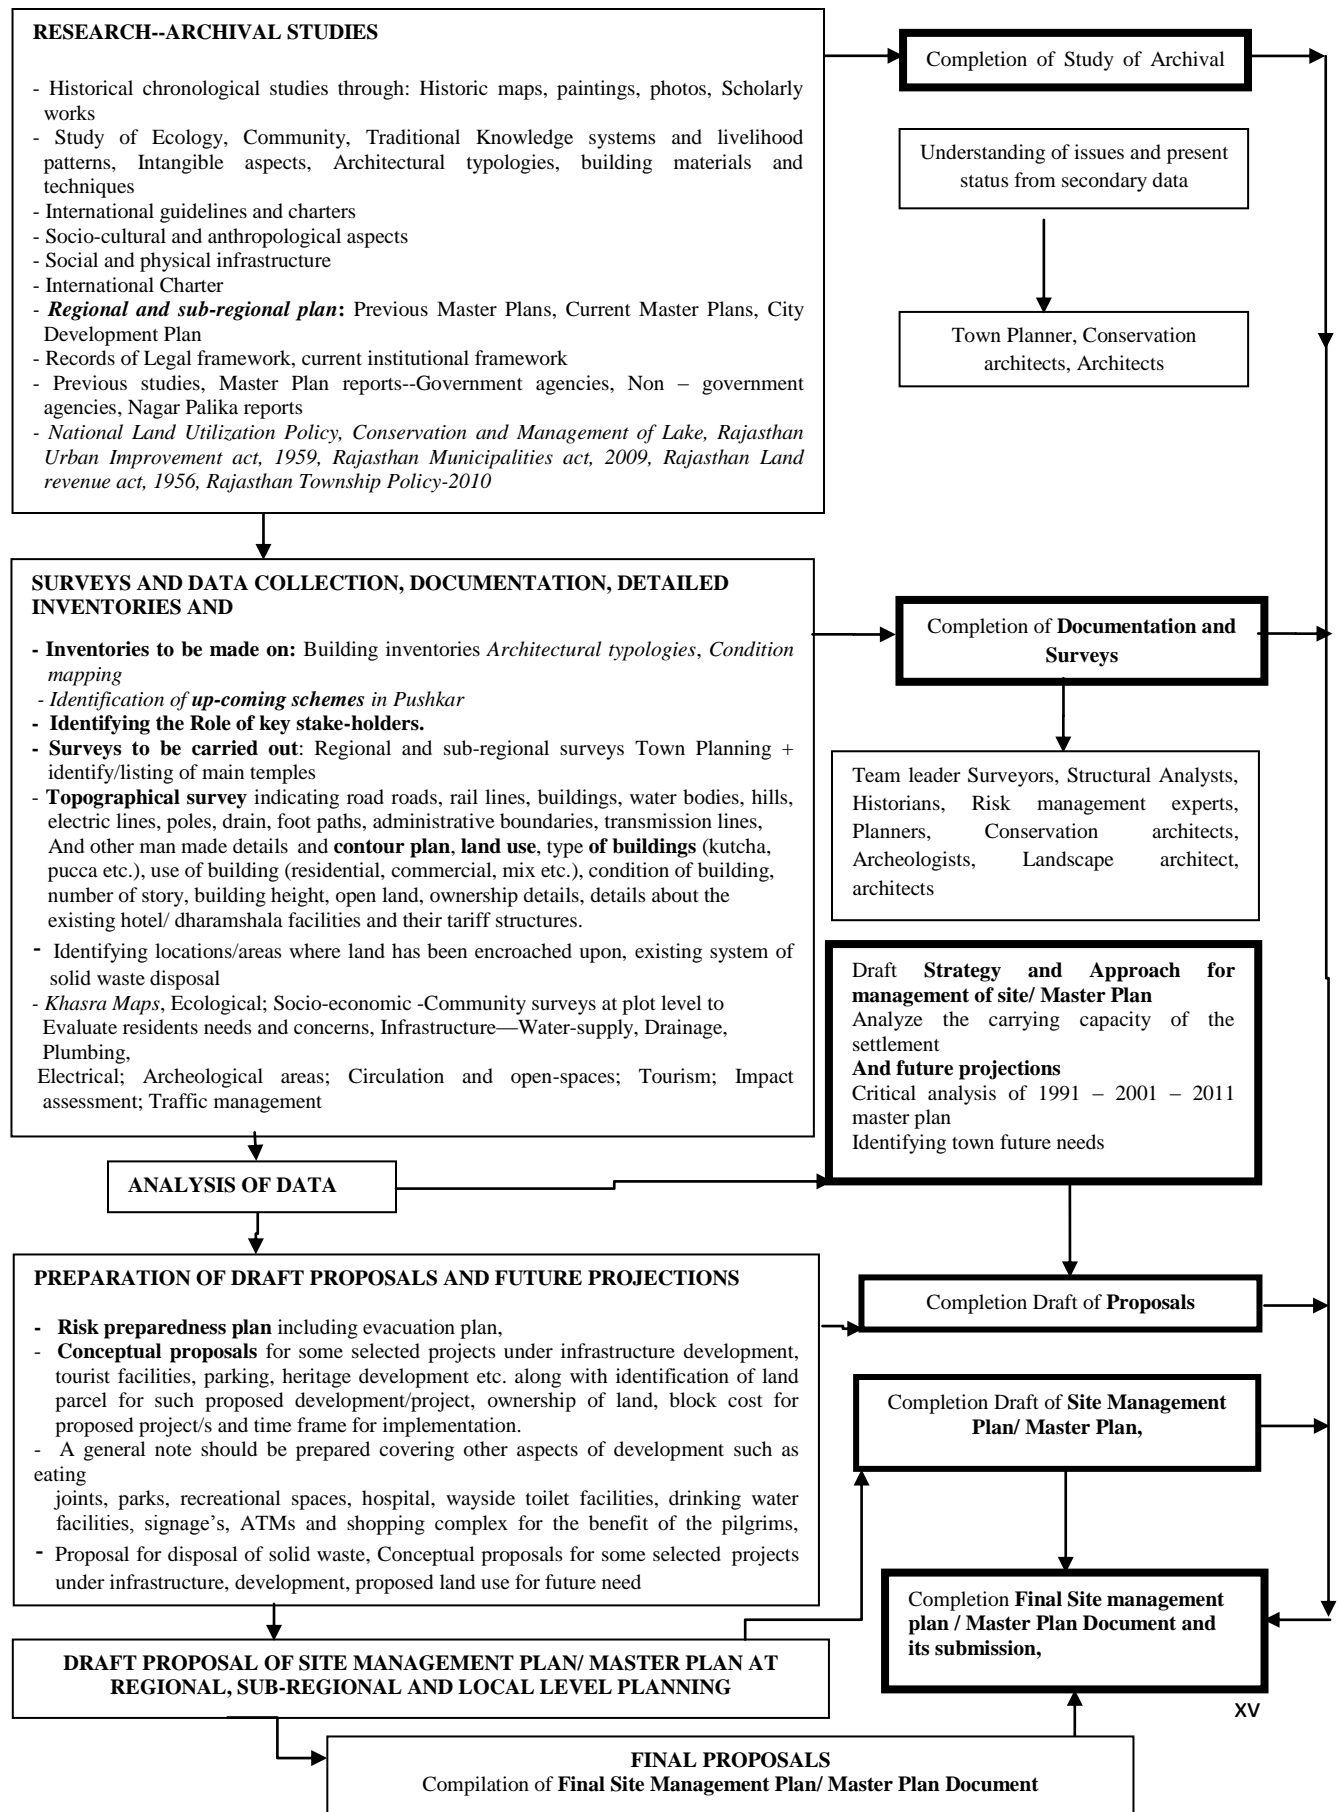 RESEARCH--ARCHIVAL STUDIES
- Historical chronological studies through: Historic maps, paintings, photos, Scholarly
works
- Study of Ecology, Community, Traditional Knowledge systems and livelihood
patterns, Intangible aspects, Architectural typologies, building materials and
techniques
- International guidelines and charters
- Socio-cultural and anthropological aspects
- Social and physical infrastructure
- International Charter
- Regional and sub-regional plan: Previous Master Plans, Current Master Plans, City
Development Plan
- Records of Legal framework, current institutional framework
- Previous studies, Master Plan reports--Government agencies, Non – government
agencies, Nagar Palika reports
- National Land Utilization Policy, Conservation and Management of Lake, Rajasthan
Urban Improvement act, 1959, Rajasthan Municipalities act, 2009, Rajasthan Land
revenue act, 1956, Rajasthan Township Policy-2010
Completion of Study of Archival
Understanding of issues and present
status from secondary data
Town Planner, Conservation
architects, Architects
SURVEYS AND DATA COLLECTION, DOCUMENTATION, DETAILED
INVENTORIES AND
- Inventories to be made on: Building inventories Architectural typologies, Condition
mapping
- Identification of up-coming schemes in Pushkar
- Identifying the Role of key stake-holders.
- Surveys to be carried out: Regional and sub-regional surveys Town Planning +
identify/listing of main temples
- Topographical survey indicating road roads, rail lines, buildings, water bodies, hills,
electric lines, poles, drain, foot paths, administrative boundaries, transmission lines,
And other man made details and contour plan, land use, type of buildings (kutcha,
pucca etc.), use of building (residential, commercial, mix etc.), condition of building,
number of story, building height, open land, ownership details, details about the
existing hotel/ dharamshala facilities and their tariff structures.
- Identifying locations/areas where land has been encroached upon, existing system of
solid waste disposal
- Khasra Maps, Ecological; Socio-economic -Community surveys at plot level to
Evaluate residents needs and concerns, Infrastructure—Water-supply, Drainage,
Plumbing,
Electrical; Archeological areas; Circulation and open-spaces; Tourism; Impact
assessment; Traffic management
Completion of Documentation and
Surveys
Team leader Surveyors, Structural Analysts,
Historians, Risk management experts,
Planners, Conservation architects,
Archeologists, Landscape architect,
architects
Draft Strategy and Approach for
management of site/ Master Plan
Analyze the carrying capacity of the
settlement
And future projections
Critical analysis of 1991 – 2001 – 2011
master plan
Identifying town future needs
ANALYSIS OF DATA
PREPARATION OF DRAFT PROPOSALS AND FUTURE PROJECTIONS
- Risk preparedness plan including evacuation plan,
- Conceptual proposals for some selected projects under infrastructure development,
tourist facilities, parking, heritage development etc. along with identification of land
parcel for such proposed development/project, ownership of land, block cost for
proposed project/s and time frame for implementation.
- A general note should be prepared covering other aspects of development such as
eating
joints, parks, recreational spaces, hospital, wayside toilet facilities, drinking water
facilities, signage's, ATMs and shopping complex for the benefit of the pilgrims,
- Proposal for disposal of solid waste, Conceptual proposals for some selected projects
under infrastructure, development, proposed land use for future need
Completion Draft of Proposals
Completion Draft of Site Management
Plan/ Master Plan,
Completion Final Site management
plan / Master Plan Document and
its submission,
DRAFT PROPOSAL OF SITE MANAGEMENT PLAN/ MASTER PLAN AT
REGIONAL, SUB-REGIONAL AND LOCAL LEVEL PLANNING
XV
FINAL PROPOSALS
Compilation of Final Site Management Plan/ Master Plan Document